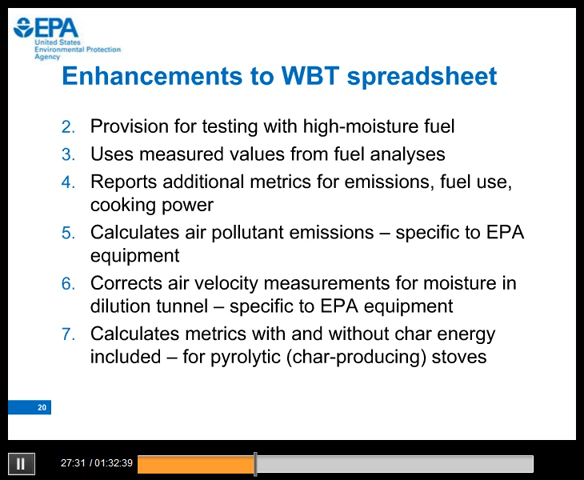 EPA
United States
Environmental Protection
Agency
Enhancements to WBT spreadsheet
2. Provision for testing with high-moisture fuel
3. Uses measured values from fuel analyses
4. Reports additional metrics for emissions, fuel use,
cooking power
5. Calculates air pollutant emissions – specific to EPA
equipment
6. Corrects air velocity measurements for moisture in
dilution tunnel – specific to EPA equipment
7. Calculates metrics with and without char energy
included – for pyrolytic (char-producing) stoves
20
27:31 / 01:32:39